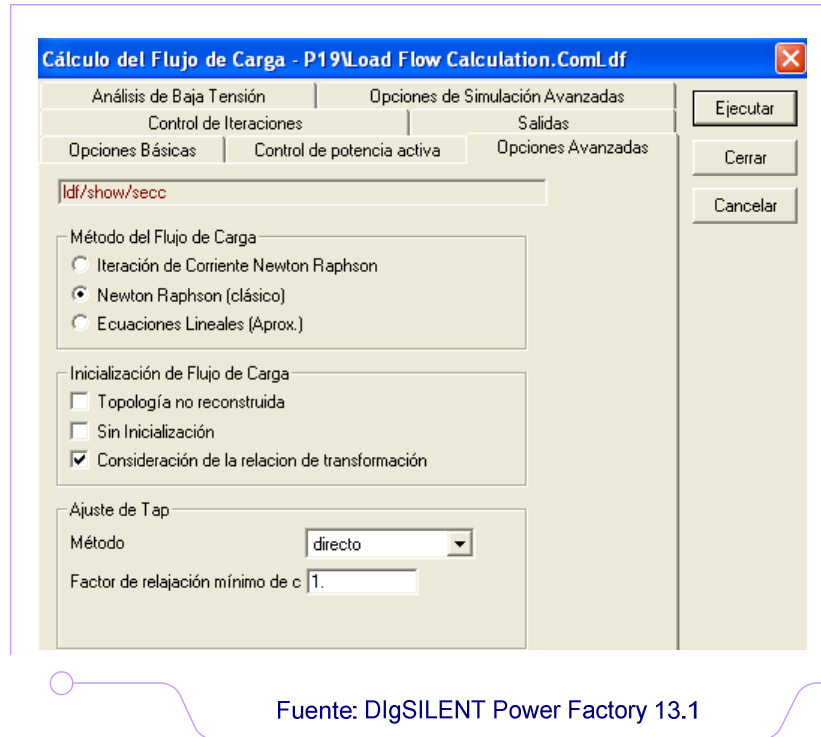 Cálculo del Flujo de Carga - P19\Load Flow Calculation.ComLdf
Análisis de Baja Tensión
Opciones de Simulación Avanzadas
Control de Iteraciones
Salidas
Opciones Básicas
Control de potencia activa
Opciones Avanzadas
Ejecutar
Cerrar
Cancelar
ldf/show/secc
Método del Flujo de Carga
Iteración de Corriente Newton Raphson
Newton Raphson (clásico)
Ecuaciones Lineales (Aprox.)
Inicialización de Flujo de Carga
Topología no reconstruida
Sin Inicialización
Consideración de la relacion de transformación
Ajuste de Tap
Método
directo
Factor de relajación mínimo de c
1.
Fuente: DIgSILENT Power Factory 13.1